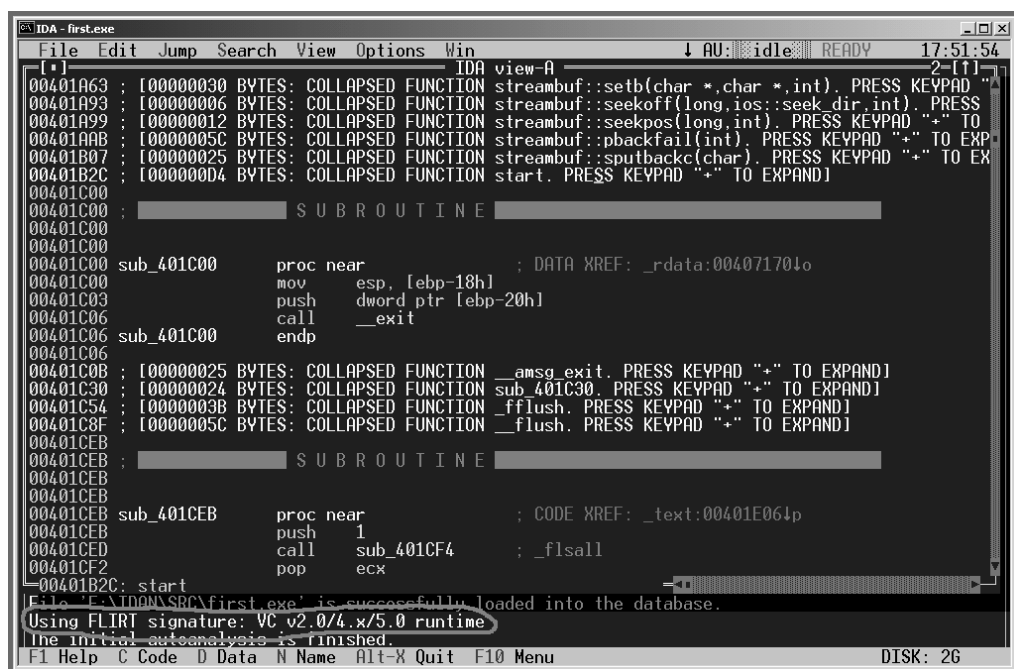 IDA - first.exe
File Edit Jump Search View Options Win ↓ AU: idle READY 17:51:54
[■] IDA view-A 2=[↑]
00401A63 ; [00000030 BYTES: COLLAPSED FUNCTION streambuf::setb(char *,char *,int). PRESS KEYPAD "
00401A93 ; [00000006 BYTES: COLLAPSED FUNCTION streambuf::seekoff(long,ios::seek_dir,int). PRESS
00401A99 ; [00000012 BYTES: COLLAPSED FUNCTION streambuf::seekpos(long,int). PRESS KEYPAD "+" TO
00401AAB ; [0000005C BYTES: COLLAPSED FUNCTION streambuf::pbackfail(int). PRESS KEYPAD "+" TO EXP
00401B07 ; [00000025 BYTES: COLLAPSED FUNCTION streambuf::sputbackc(char). PRESS KEYPAD "+" TO EX
00401B2C ; [000000D4 BYTES: COLLAPSED FUNCTION start. PRESS KEYPAD "+" TO EXPAND]
00401C00
00401C00 ; S U B R O U T I N E
00401C00
00401C00
00401C00 sub_401C00 proc near ; DATA XREF: _rdata:00407170↓o
00401C00 mov esp, [ebp-18h]
00401C03 push dword ptr [ebp-20h]
00401C06 call __exit
00401C06 sub_401C00 endp
00401C06
00401C0B ; [00000025 BYTES: COLLAPSED FUNCTION __amsg_exit. PRESS KEYPAD "+" TO EXPAND]
00401C30 ; [00000024 BYTES: COLLAPSED FUNCTION sub_401C30. PRESS KEYPAD "+" TO EXPAND]
00401C54 ; [0000003B BYTES: COLLAPSED FUNCTION _fflush. PRESS KEYPAD "+" TO EXPAND]
00401C8F ; [0000005C BYTES: COLLAPSED FUNCTION __flush. PRESS KEYPAD "+" TO EXPAND]
00401CEB
00401CEB ; S U B R O U T I N E
00401CEB
00401CEB
00401CEB sub_401CEB proc near ; CODE XREF: _text:00401E06↓p
00401CEB push 1
00401CED call sub_401CF4 ; _flsall
00401CF2 pop ecx
00401B2C: start
File 'F:\IDAN\SRC\first.exe' is successfully loaded into the database.
Using FLIRT signature: VC v2.0/4.x/5.0 runtime
The initial autoanalysis is finished.
F1 Help C Code D Data N Name Alt-X Quit F10 Menu DISK: 2G